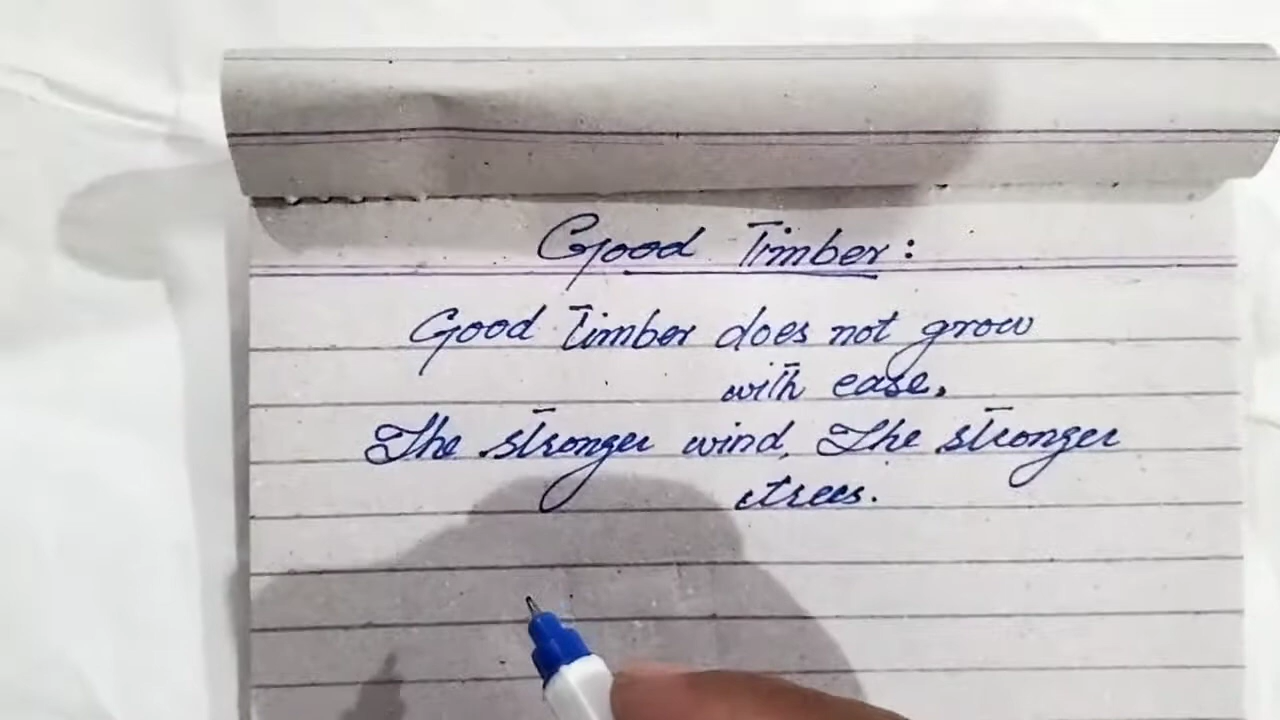 Good Timber:
Good Timber does not grow
with ease,
The stronger wind, The stronger
trees.